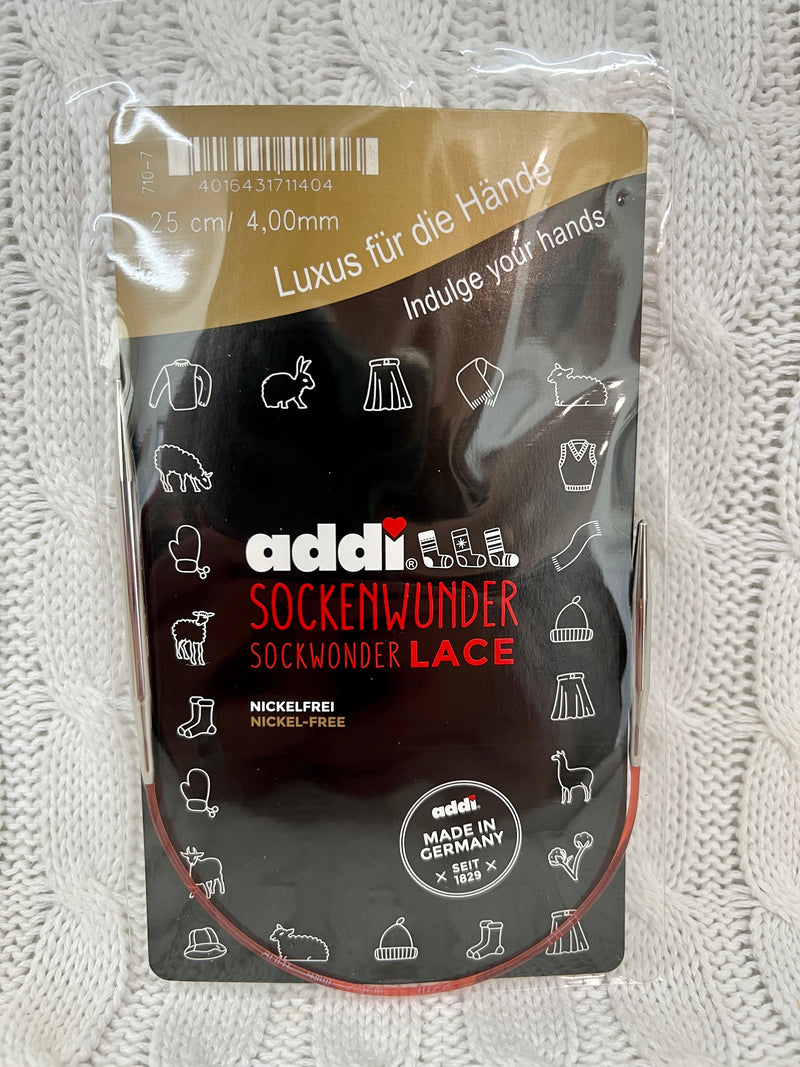 710-7
4016431711404
25 cm/ 4,00mm
Luxus für die Hände
Indulge your hands
addi®
SOCKENWUNDER
SOCKWONDER LACE
NICKELFREI
NICKEL-FREE
addi®
MADE IN
GERMANY
SEIT
1829